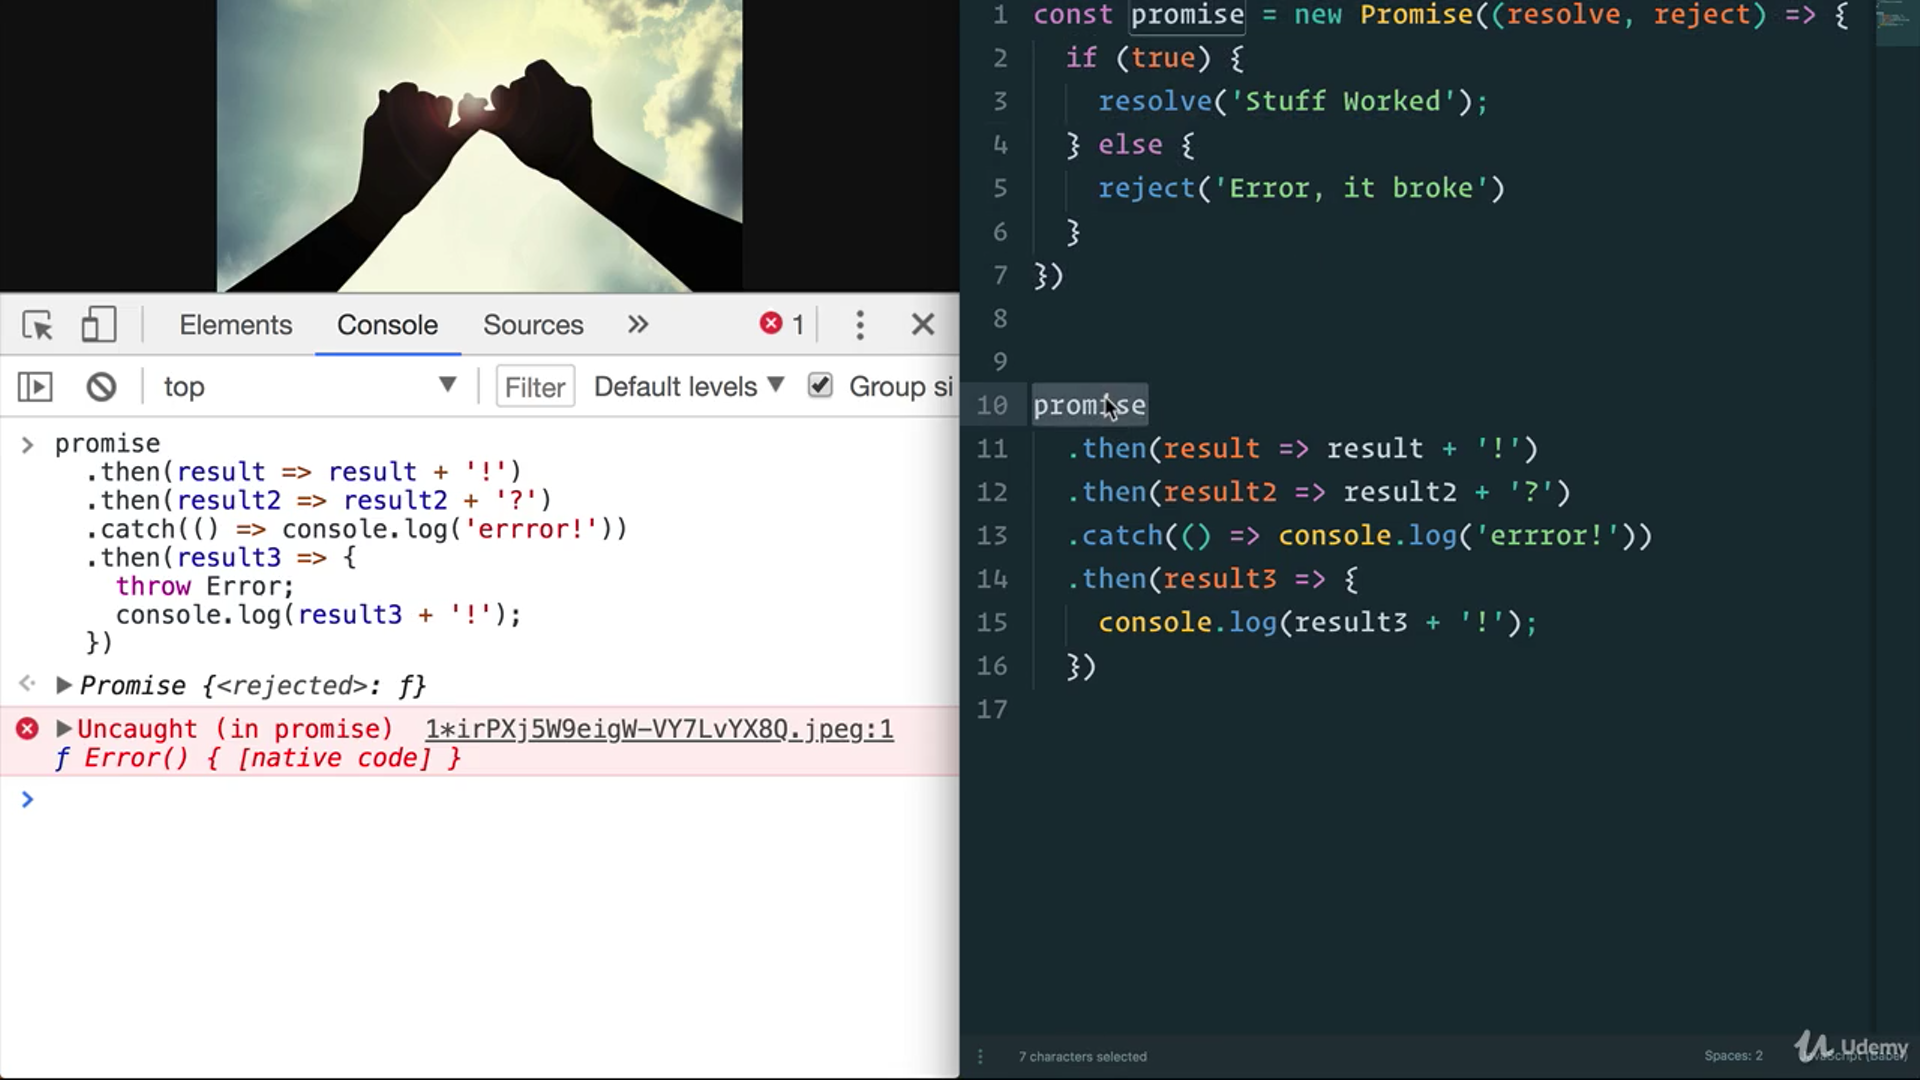 Elements Console Sources » 1
top Filter Default levels Group si
> promise
.then(result => result + '!')
.then(result2 => result2 + '?')
.catch(() => console.log('errror!'))
.then(result3 => {
throw Error;
console.log(result3 + '!');
})
Promise {<rejected>: f}
Uncaught (in promise) 1*irPXj5W9eigW-VY7LvYX8Q.jpeg:1
f Error() { [native code] }
>
1 const promise = new Promise((resolve, reject) => {
2 if (true) {
3 resolve('Stuff Worked');
4 } else {
5 reject('Error, it broke')
6 }
7 })
8
9
10 promise
11 .then(result => result + '!')
12 .then(result2 => result2 + '?')
13 .catch(() => console.log('errror!'))
14 .then(result3 => {
15 console.log(result3 + '!');
16 })
17
7 characters selected Spaces: 2 JavaScript (Babel)
Udemy